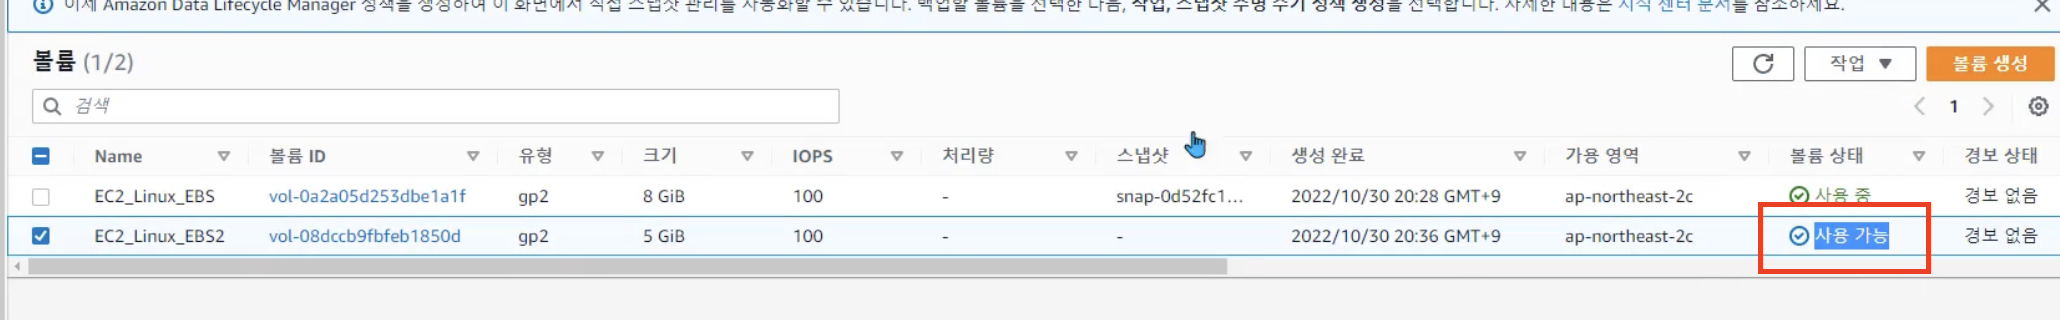 이제 Amazon Data Lifecycle Manager 정책을 생성하여 이 화면에서 직접 스냅샷 관리를 자동화할 수 있습니다. 백업할 볼륨을 선택한 다음, 작업, 스냅샷 수명 주기 정책 생성을 선택합니다. 자세한 내용은 지식 센터 문서를 참조하세요.
볼륨 (1/2)
작업
볼륨 생성
검색
1
Name 볼륨 ID 유형 크기 IOPS 처리량 스냅샷 생성 완료 가용 영역 볼륨 상태 경보 상태
EC2_Linux_EBS vol-0a2a05d253dbe1a1f gp2 8 GiB 100 - snap-0d52fc1... 2022/10/30 20:28 GMT+9 ap-northeast-2c 사용 중 경보 없음
EC2_Linux_EBS2 vol-08dccb9fbfeb1850d gp2 5 GiB 100 - - 2022/10/30 20:36 GMT+9 ap-northeast-2c 사용 가능 경보 없음